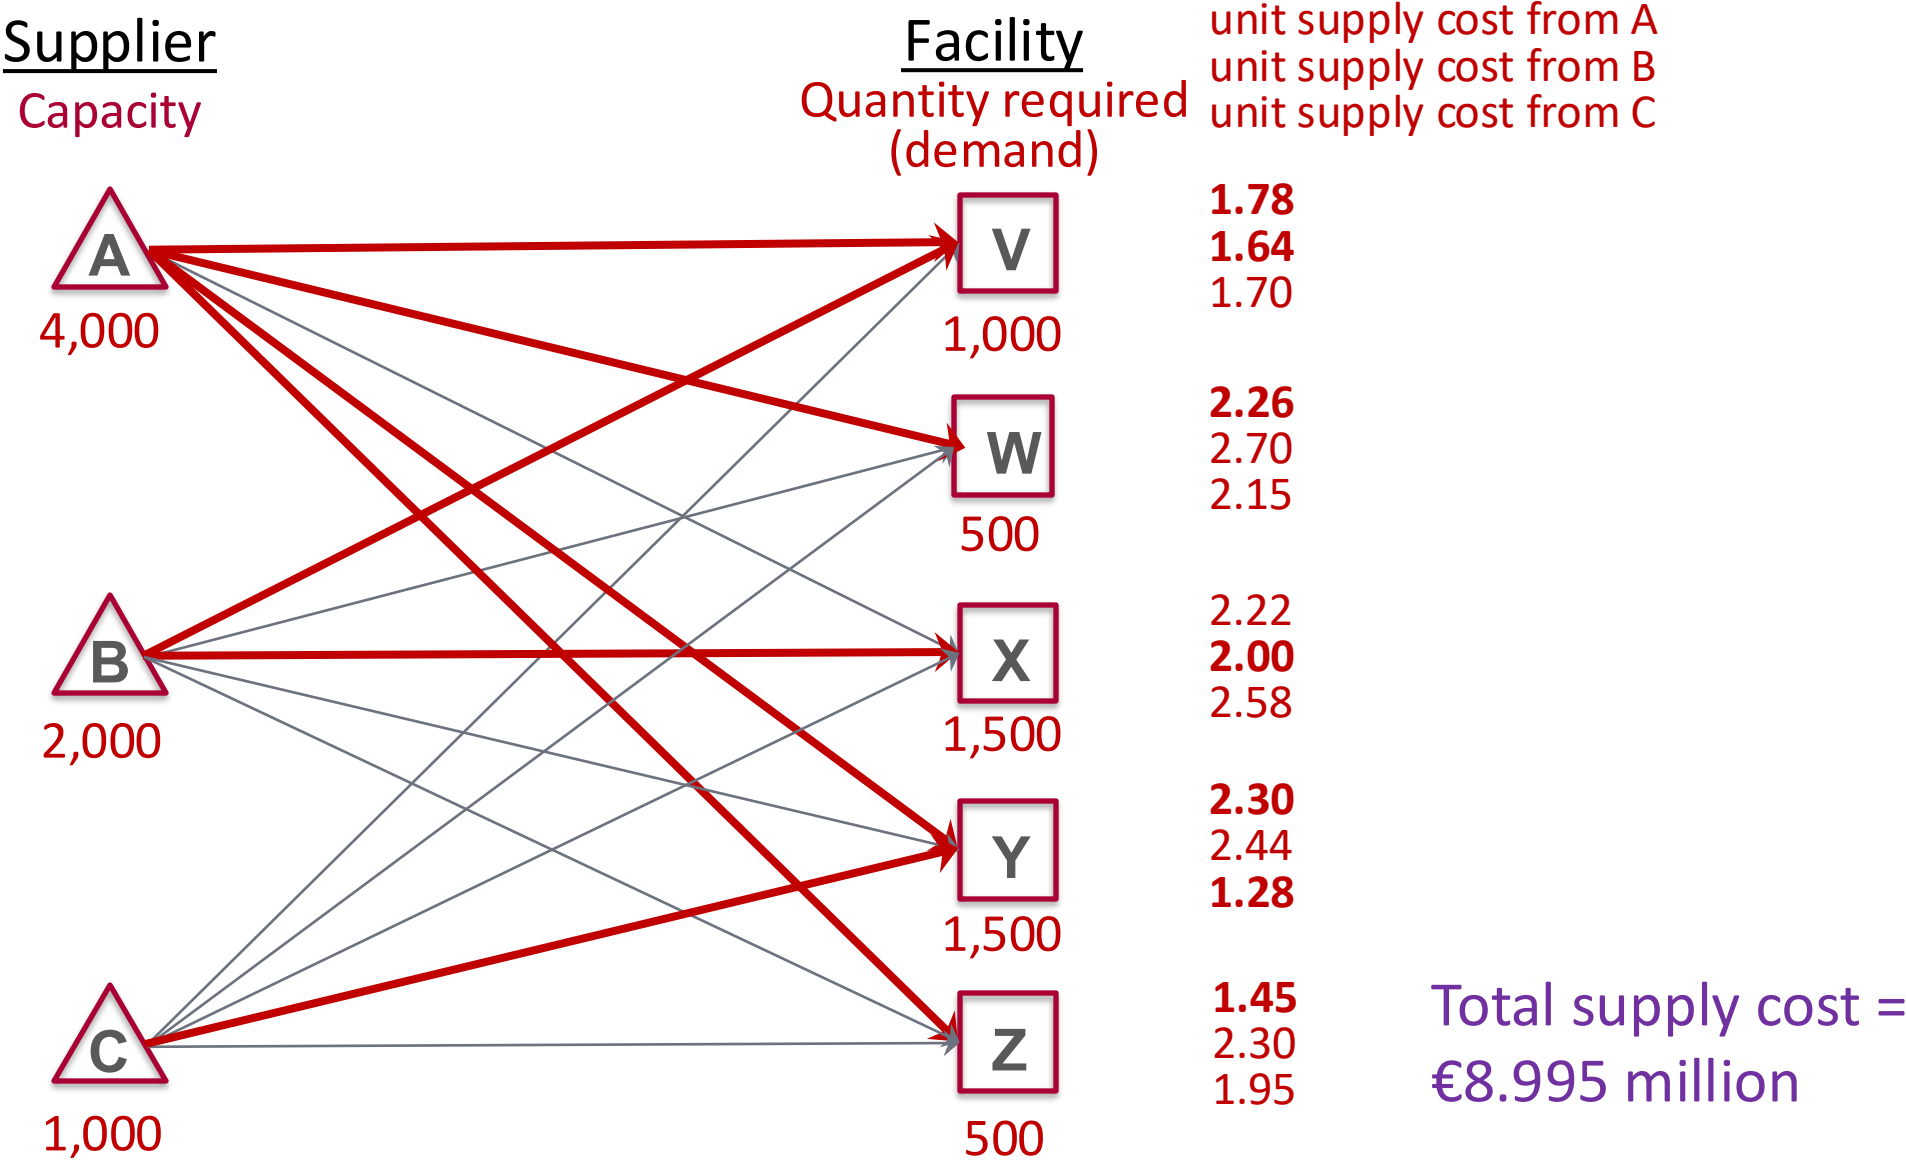 Supplier
Capacity
Facility
Quantity required
(demand)
unit supply cost from A
unit supply cost from B
unit supply cost from C
A
4,000
V
1,000
1.78
1.64
1.70
W
500
2.26
2.70
2.15
B
2,000
X
1,500
2.22
2.00
2.58
Y
1,500
2.30
2.44
1.28
C
1,000
Z
500
1.45
2.30
1.95
Total supply cost =
€8.995 million